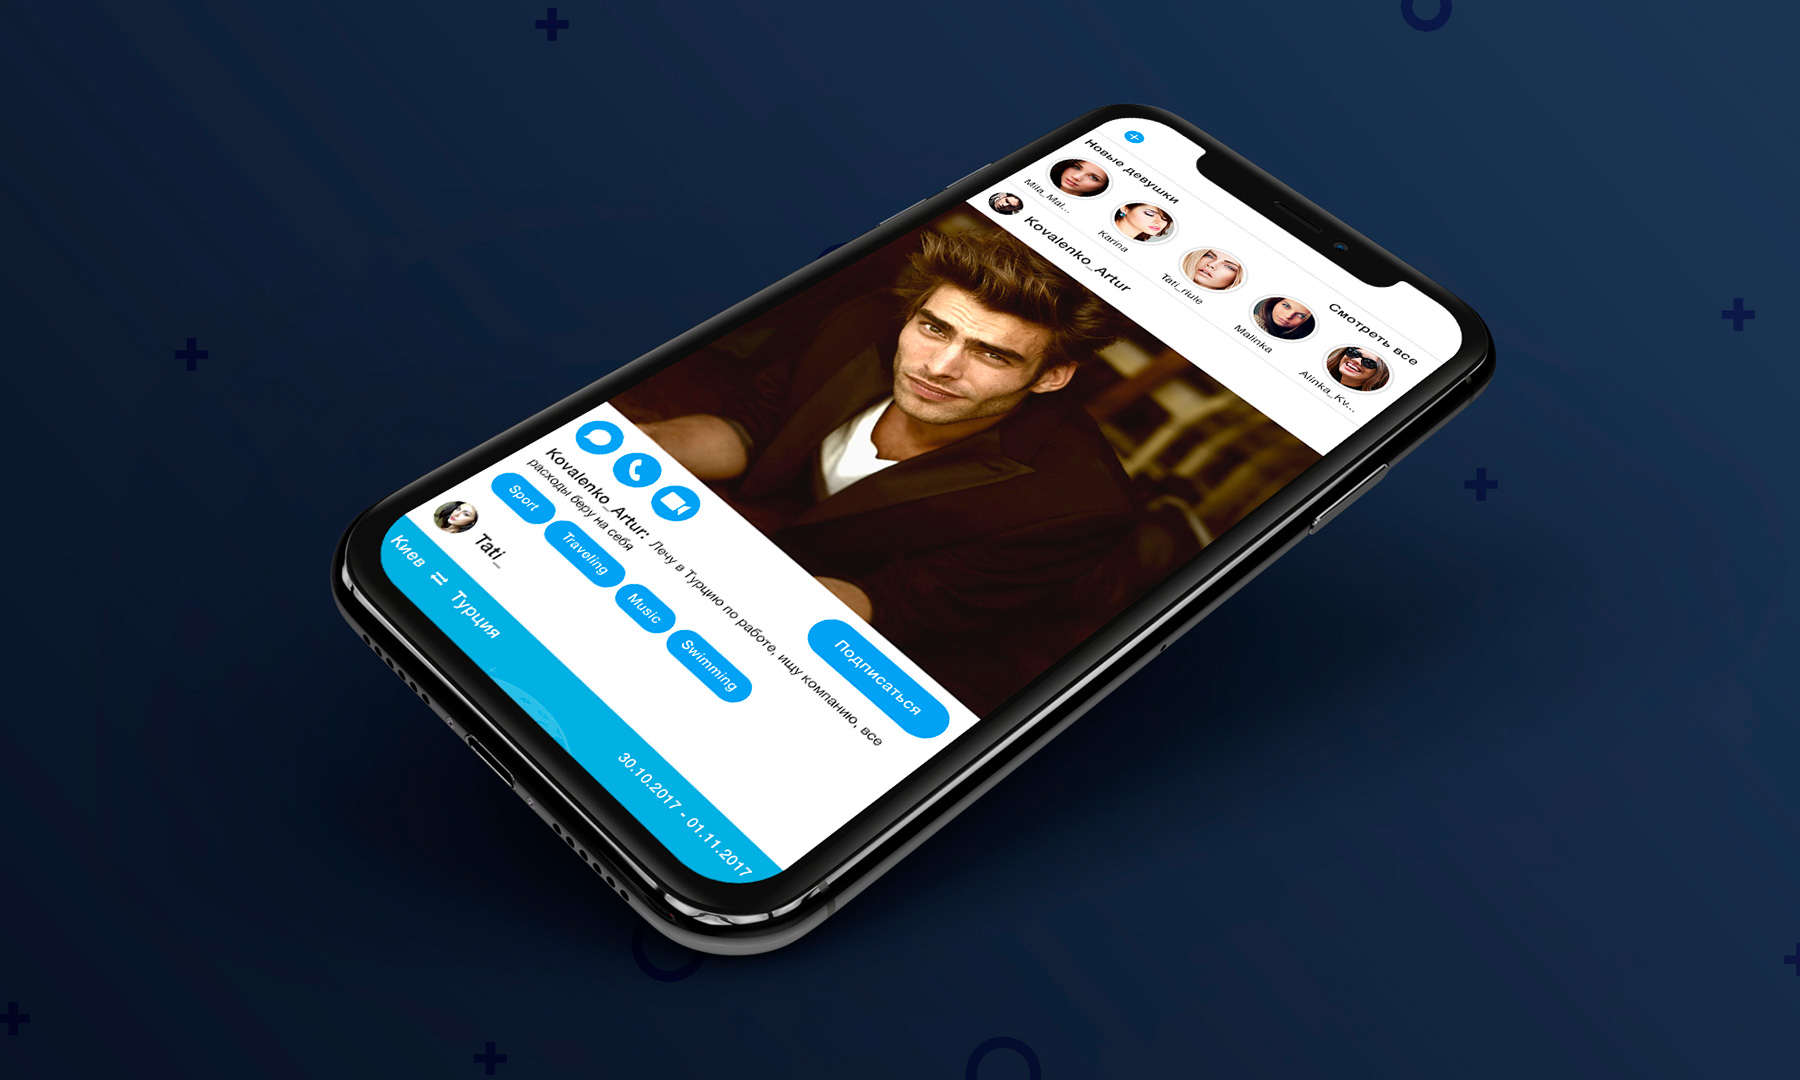 Новые девушки
Смотреть все
Mila_Mal...
Karina
Tati_riule
Malinka
Alinka_Kv...
Kovalenko_Artur
Подписаться
Kovalenko_Artur: Лечу в Турцию по работе, ищу компанию, все
расходы беру на себя
Sport
Traveling
Music
Swimming
Tati_
Киев ⇄ Турция
30.10.2017 - 01.11.2017